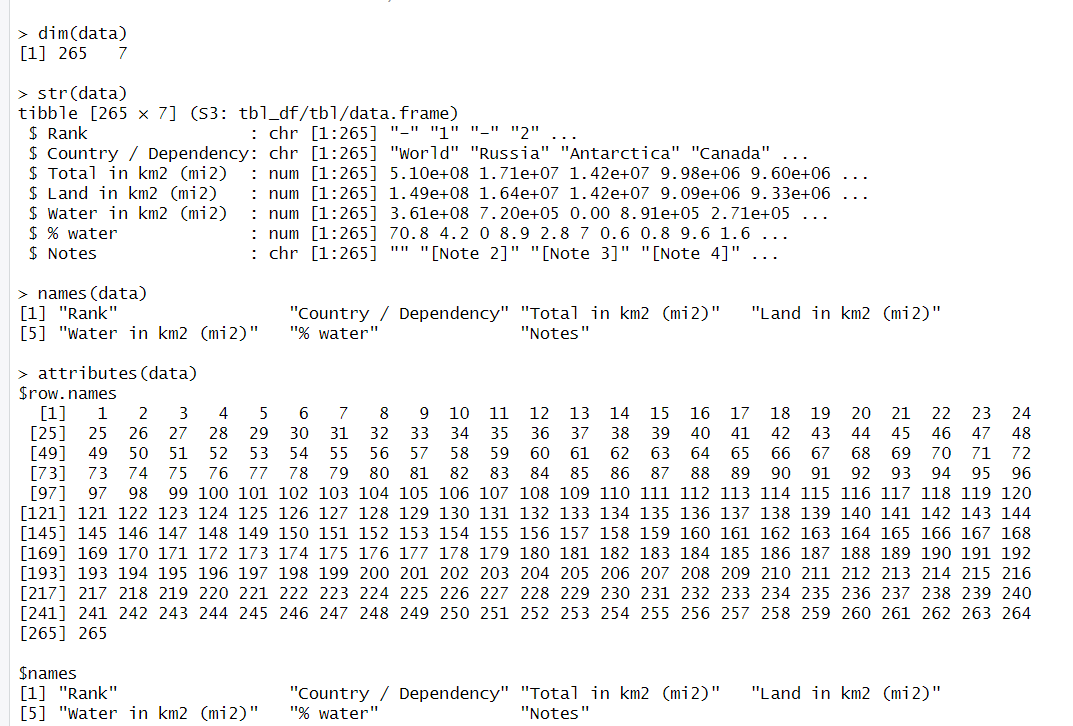 > dim(data)
[1] 265   7
> str(data)
tibble [265 × 7] (S3: tbl_df/tbl/data.frame)
 $ Rank                : chr [1:265] "-" "1" "-" "2" ...
 $ Country / Dependency: chr [1:265] "World" "Russia" "Antarctica" "Canada" ...
 $ Total in km2 (mi2)  : num [1:265] 5.10e+08 1.71e+07 1.42e+07 9.98e+06 9.60e+06 ...
 $ Land in km2 (mi2)   : num [1:265] 1.49e+08 1.64e+07 1.42e+07 9.09e+06 9.33e+06 ...
 $ Water in km2 (mi2)  : num [1:265] 3.61e+08 7.20e+05 0.00 8.91e+05 2.71e+05 ...
 $ % water             : num [1:265] 70.8 4.2 0 8.9 2.8 7 0.6 0.8 9.6 1.6 ...
 $ Notes               : chr [1:265] "" "[Note 2]" "[Note 3]" "[Note 4]" ...
> names(data)
[1] "Rank"                 "Country / Dependency" "Total in km2 (mi2)"   "Land in km2 (mi2)"
[5] "Water in km2 (mi2)"   "% water"              "Notes"
> attributes(data)
$row.names
  [1]   1   2   3   4   5   6   7   8   9  10  11  12  13  14  15  16  17  18  19  20  21  22  23  24
 [25]  25  26  27  28  29  30  31  32  33  34  35  36  37  38  39  40  41  42  43  44  45  46  47  48
 [49]  49  50  51  52  53  54  55  56  57  58  59  60  61  62  63  64  65  66  67  68  69  70  71  72
 [73]  73  74  75  76  77  78  79  80  81  82  83  84  85  86  87  88  89  90  91  92  93  94  95  96
 [97]  97  98  99 100 101 102 103 104 105 106 107 108 109 110 111 112 113 114 115 116 117 118 119 120
[121] 121 122 123 124 125 126 127 128 129 130 131 132 133 134 135 136 137 138 139 140 141 142 143 144
[145] 145 146 147 148 149 150 151 152 153 154 155 156 157 158 159 160 161 162 163 164 165 166 167 168
[169] 169 170 171 172 173 174 175 176 177 178 179 180 181 182 183 184 185 186 187 188 189 190 191 192
[193] 193 194 195 196 197 198 199 200 201 202 203 204 205 206 207 208 209 210 211 212 213 214 215 216
[217] 217 218 219 220 221 222 223 224 225 226 227 228 229 230 231 232 233 234 235 236 237 238 239 240
[241] 241 242 243 244 245 246 247 248 249 250 251 252 253 254 255 256 257 258 259 260 261 262 263 264
[265] 265
$names
[1] "Rank"                 "Country / Dependency" "Total in km2 (mi2)"   "Land in km2 (mi2)"
[5] "Water in km2 (mi2)"   "% water"              "Notes"